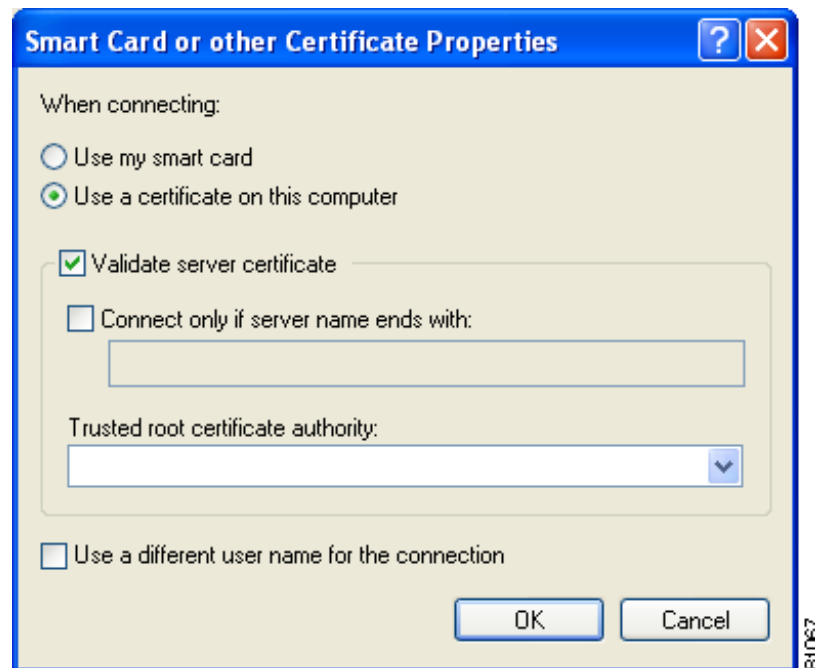 Smart Card or other Certificate Properties
When connecting:
Use my smart card
Use a certificate on this computer
Validate server certificate
Connect only if server name ends with:
Trusted root certificate authority:
Use a different user name for the connection
OK Cancel
81067